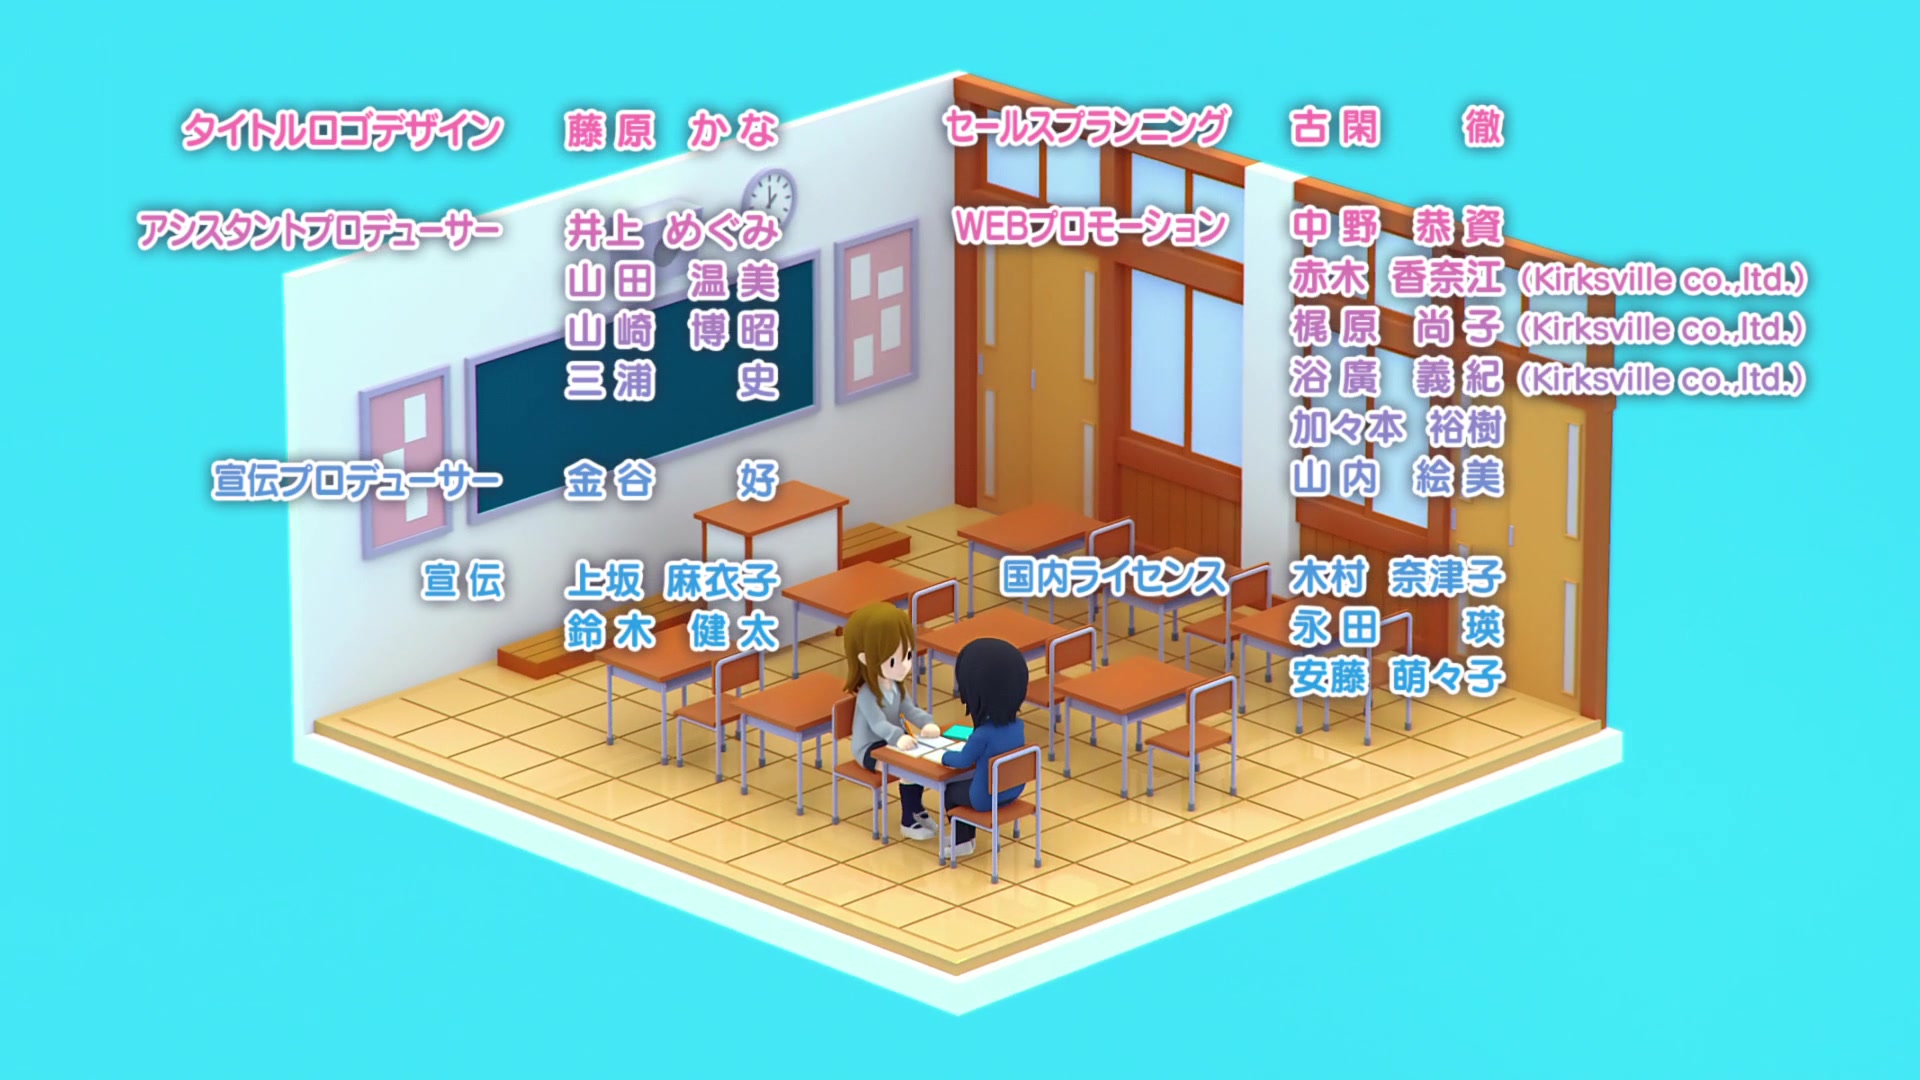 タイトルロゴデザイン 藤原 かな
アシスタントプロデューサー 井上 めぐみ
山田 温美
山崎 博昭
三浦 史
宣伝プロデューサー 金谷 好
宣伝 上坂 麻衣子
鈴木 健太
セールスプランニング 古閑 徹
WEBプロモーション 中野 恭資
赤木 香奈江 (Kirksville co.,ltd.)
梶原 尚子 (Kirksville co.,ltd.)
浴廣 義紀 (Kirksville co.,ltd.)
加々本 裕樹
山内 絵美
国内ライセンス 木村 奈津子
永田 瑛
安藤 萌々子